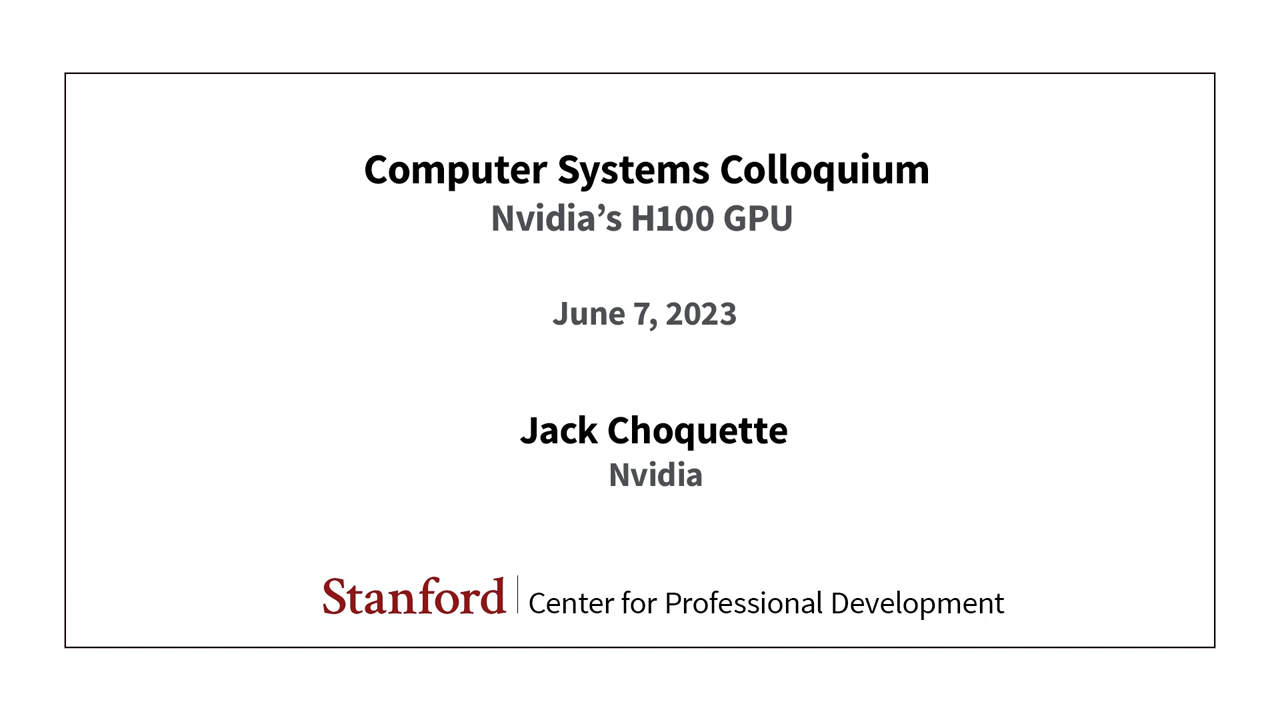 Computer Systems Colloquium
Nvidia’s H100 GPU
June 7, 2023
Jack Choquette
Nvidia
Stanford Center for Professional Development